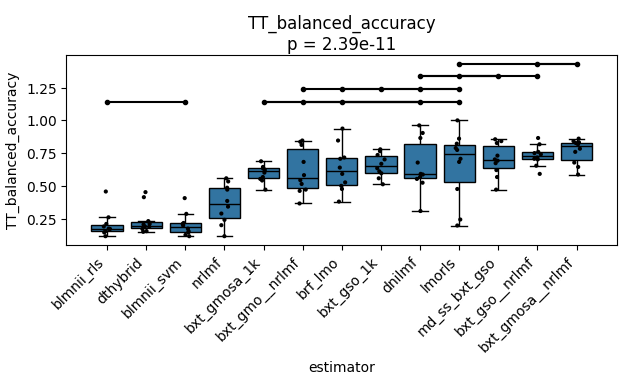 TT_balanced_accuracy
p = 2.39e-11
TT_balanced_accuracy
1.25
1.00
0.75
0.50
0.25
blmnii_rls
dthybrid
blmnii_svm
nrlmf
bxt_gmosa_1k
bxt_gmo__nrlmf
brf_lmo
bxt_gso_1k
dnilmf
lmorls
md_ss_bxt_gso
bxt_gso__nrlmf
bxt_gmosa__nrlmf
estimator